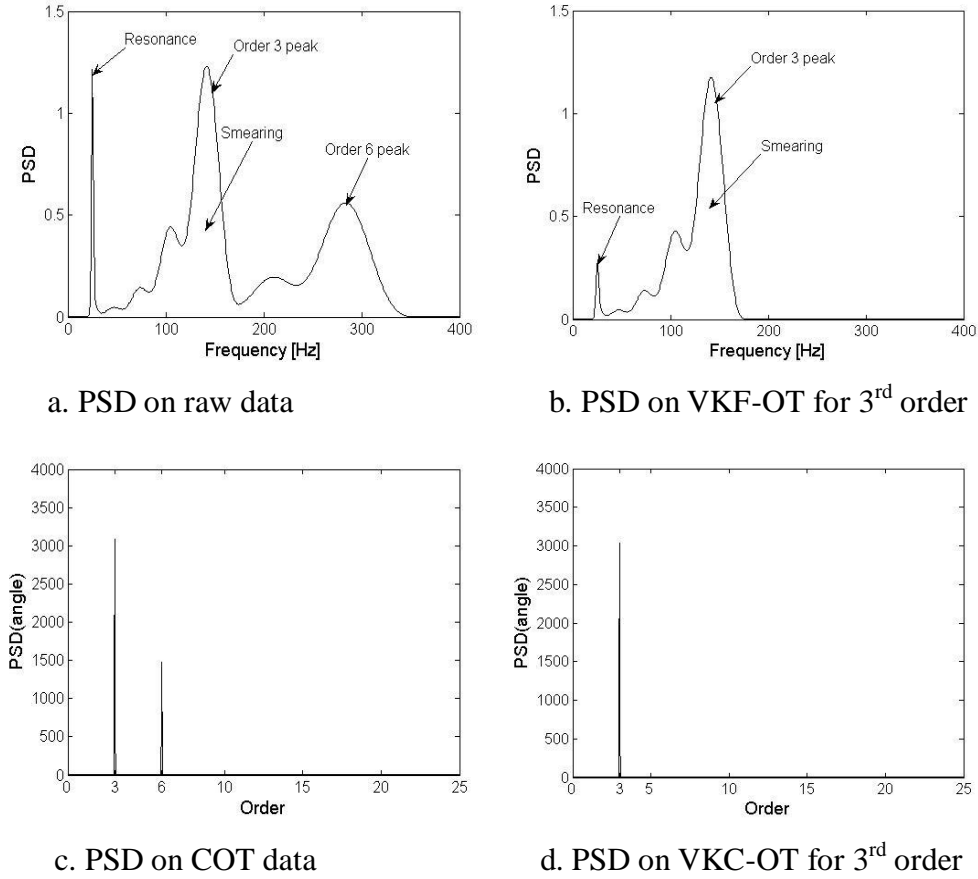 1.5
Resonance
Order 3 peak
1
Smearing
Order 6 peak
PSD
0.5
0
0 100 200 300 400
Frequency [Hz]
a. PSD on raw data
1.5
Order 3 peak
1
Smearing
PSD
Resonance
0.5
0
0 100 200 300 400
Frequency [Hz]
b. PSD on VKF-OT for 3rd order
4000
3500
3000
2500
2000
1500
1000
500
0
PSD(angle)
0 3 6 10 15 20 25
Order
c. PSD on COT data
4000
3500
3000
2500
2000
1500
1000
500
0
PSD(angle)
0 3 5 10 15 20 25
Order
d. PSD on VKC-OT for 3rd order